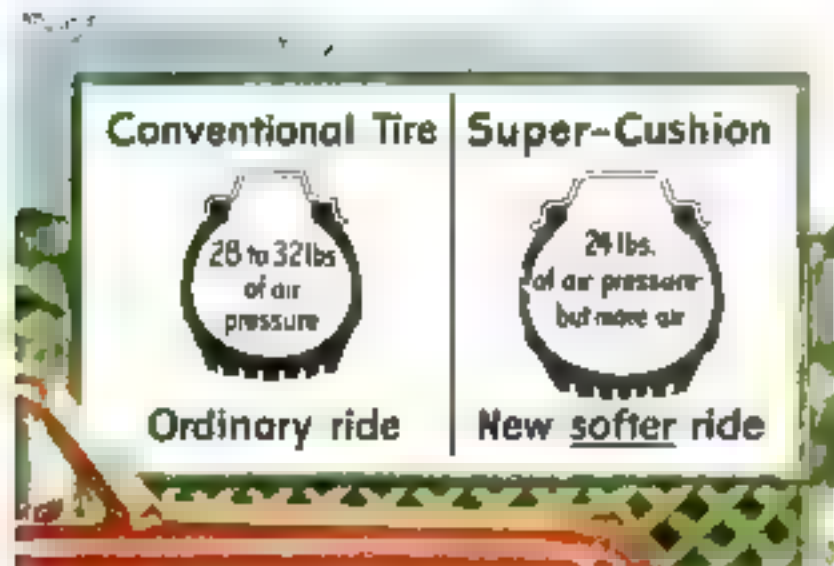 Conventional Tire
28 to 32 lbs
of air
pressure
Ordinary ride
Super-Cushion
24 lbs.
of air pressure
but more air
New softer ride